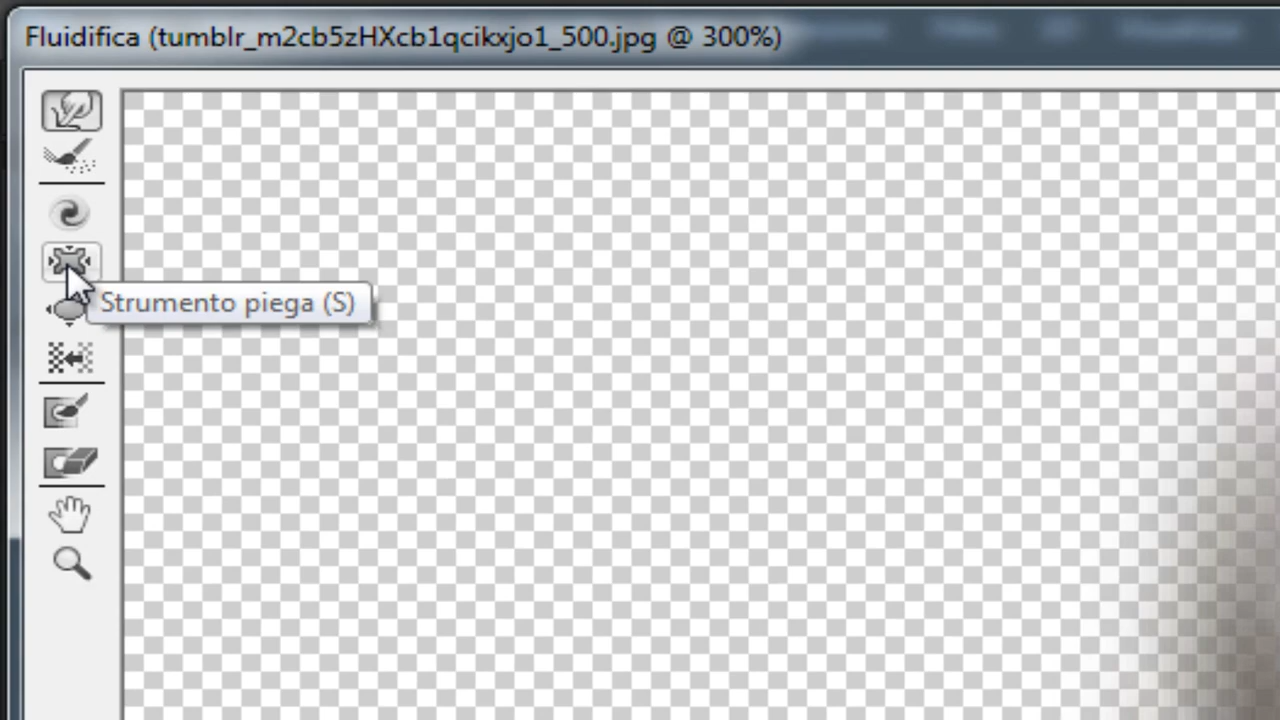 Fluidifica (tumblr_m2cb5zHXcb1qcikxjo1_500.jpg @ 300%)
Strumento piega (S)